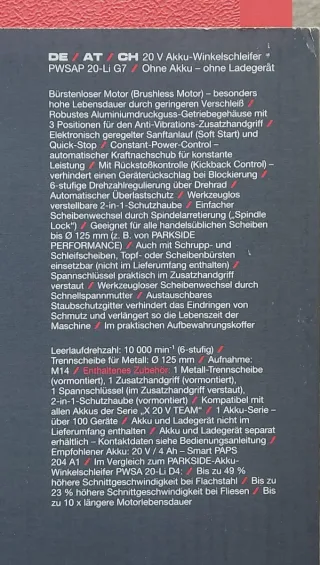 DE / AT / CH 20 V Akku-Winkelschleifer *
PWSAP 20-Li G7 / Ohne Akku – ohne Ladegerät
Bürstenloser Motor (Brushless Motor) – besonders
hohe Lebensdauer durch geringeren Verschleiß /
Robustes Aluminiumdruckguss-Getriebegehäuse mit
3 Positionen für den Anti-Vibrations-Zusatzhandgriff /
Elektronisch geregelter Sanftanlauf (Soft Start) und
Quick-Stop / Constant-Power-Control –
automatischer Kraftnachschub für konstante
Leistung / Mit Rückstoßkontrolle (Kickback Control) –
verhindert einen Geräterückschlag bei Blockierung /
6-stufige Drehzahlregulierung über Drehrad /
Automatischer Überlastschutz / Werkzeuglos
verstellbare 2-in-1-Schutzhaube / Einfacher
Scheibenwechsel durch Spindelarretierung („Spindle
Lock“) / Geeignet für alle handelsüblichen Scheiben
bis Ø 125 mm (z. B. von PARKSIDE
PERFORMANCE) / Auch mit Schrupp- und
Schleifscheiben, Topf- oder Scheibenbürsten
einsetzbar (nicht im Lieferumfang enthalten) /
Spannschlüssel praktisch im Zusatzhandgriff
verstaut / Werkzeugloser Scheibenwechsel durch
Schnellspannmutter / Austauschbares
Staubschutzgitter verhindert das Eindringen von
Schmutz und verlängert so die Lebensdauer der
Maschine / Im praktischen Aufbewahrungskoffer
Leerlaufdrehzahl: 10 000 min⁻¹ (6-stufig) /
Trennscheibe für Metall: Ø 125 mm / Aufnahme:
M14 / Enthaltenes Zubehör: 1 Metall-Trennscheibe
(vormontiert), 1 Zusatzhandgriff (vormontiert),
1 Spannschlüssel (im Zusatzhandgriff verstaut),
2-in-1-Schutzhaube (vormontiert) / Kompatibel mit
allen Akkus der Serie „X 20 V TEAM“ / 1 Akku-Serie –
über 100 Geräte / Akku und Ladegerät nicht im
Lieferumfang enthalten / Akku und Ladegerät separat
erhältlich – Kontaktdaten siehe Bedienungsanleitung /
Empfohlener Akku: 20 V / 4 Ah – Smart PAPS
204 A1 / Im Vergleich zum PARKSIDE-Akku-
Winkelschleifer PWSA 20-Li D4: / Bis zu 49 %
höhere Schnittgeschwindigkeit bei Flachstahl / Bis zu
23 % höhere Schnittgeschwindigkeit bei Fliesen / Bis
zu 10 x längere Motorlebensdauer